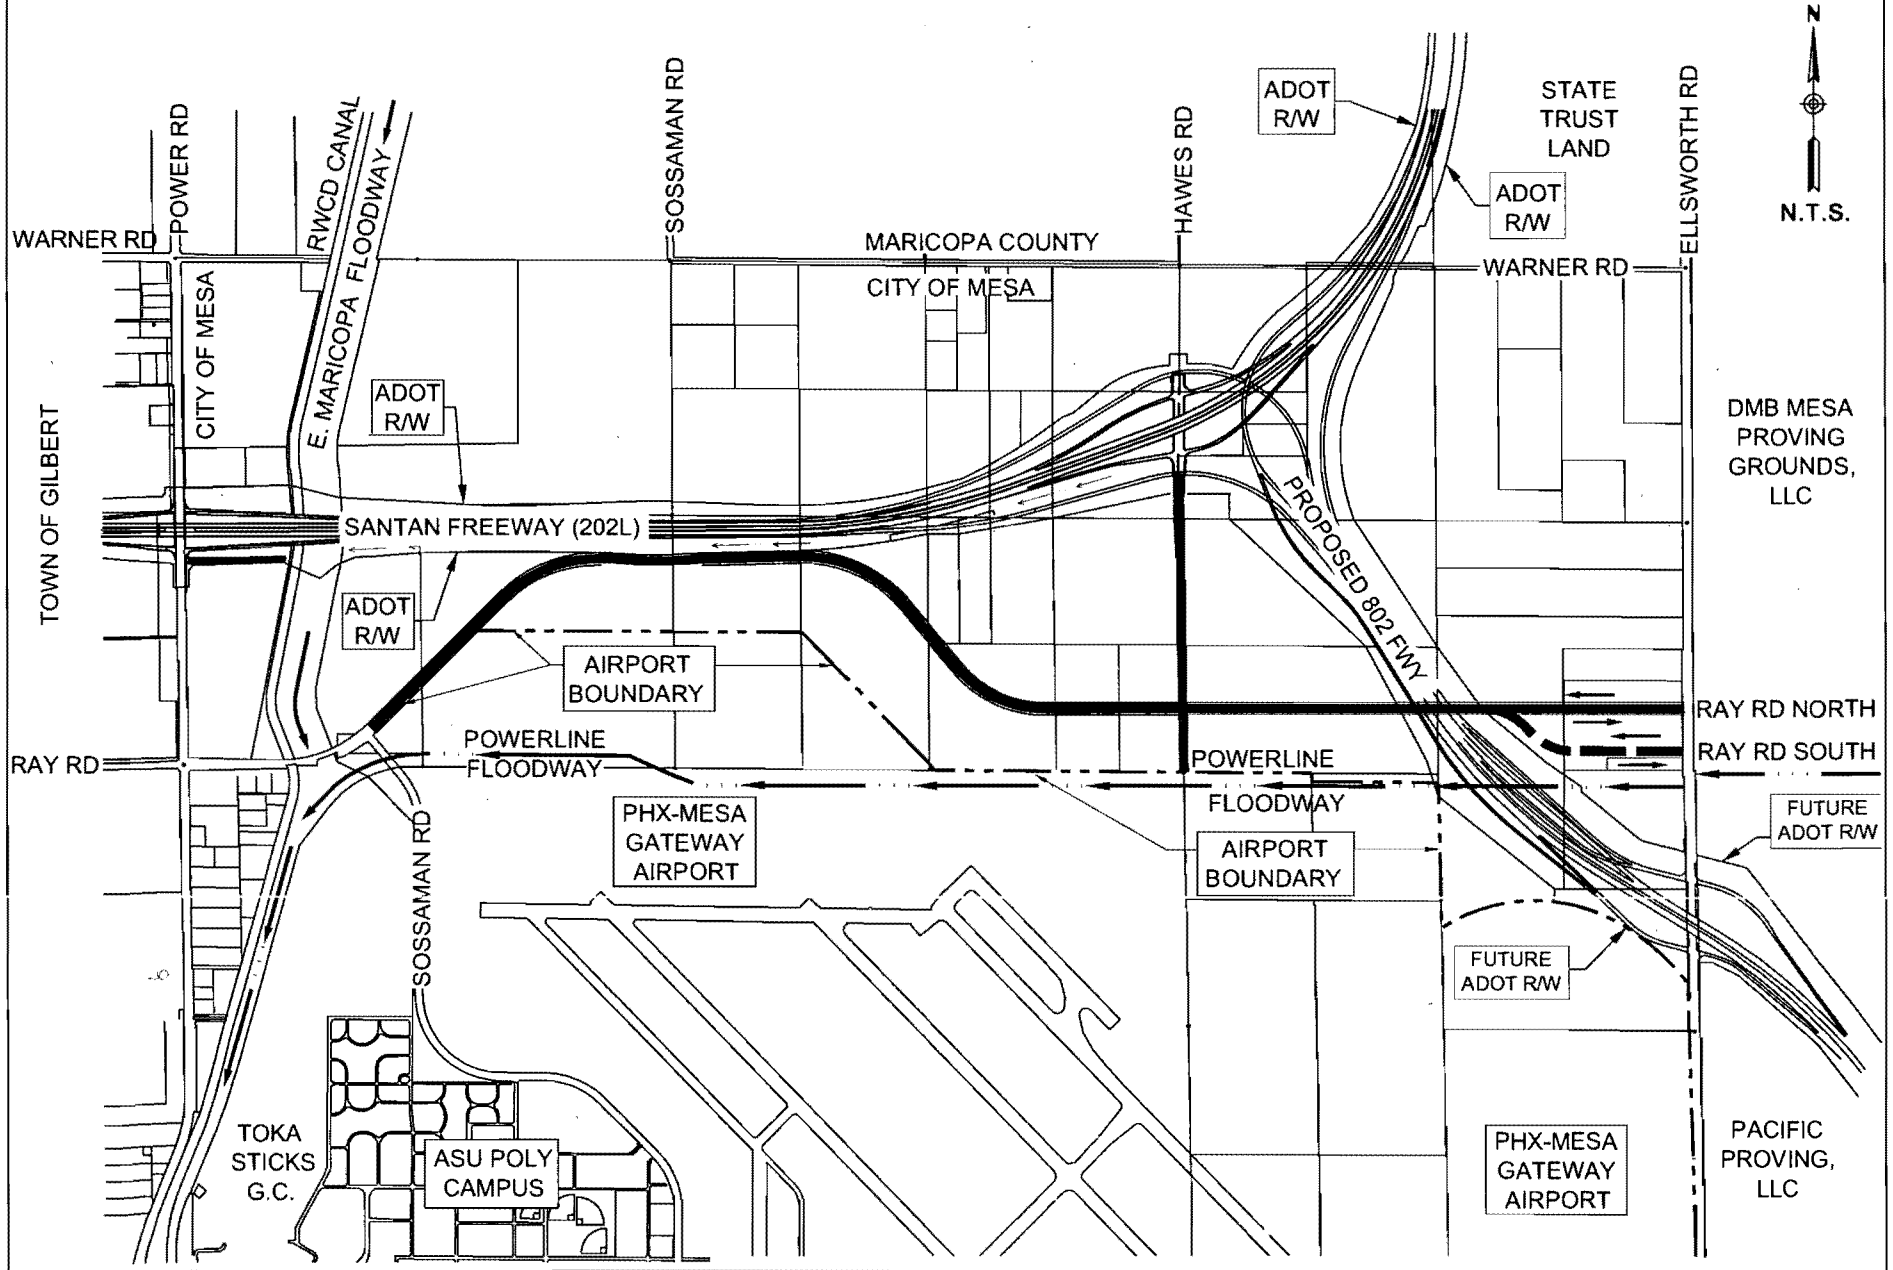 N
N.T.S.
ADOT
R/W
STATE
TRUST
LAND
ADOT
R/W
POWER RD
RWCD CANAL
E. MARICOPA FLOODWAY
SOSSAMAN RD
HAWES RD
ELLSWORTH RD
WARNER RD
MARICOPA COUNTY
CITY OF MESA
WARNER RD
CITY OF MESA
TOWN OF GILBERT
ADOT
R/W
DMB MESA
PROVING
GROUNDS,
LLC
SANTAN FREEWAY (202L)
PROPOSED 802 FWY
ADOT
R/W
AIRPORT
BOUNDARY
RAY RD NORTH
RAY RD SOUTH
RAY RD
POWERLINE
FLOODWAY
POWERLINE
FLOODWAY
PHX-MESA
GATEWAY
AIRPORT
FUTURE
ADOT R/W
AIRPORT
BOUNDARY
SOSSAMAN RD
FUTURE
ADOT R/W
TOKA
STICKS
G.C.
ASU POLY
CAMPUS
PHX-MESA
GATEWAY
AIRPORT
PACIFIC
PROVING,
LLC